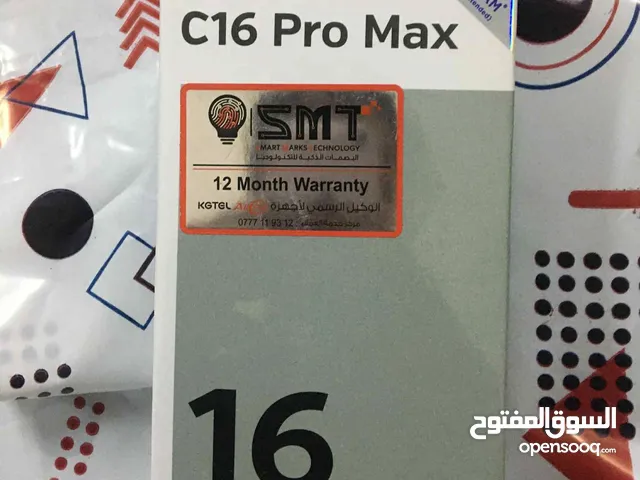 C16 Pro Max
SMT
MART MARKS TECHNOLOGY
البصمات الذكية للتكنولوجيا
12 Month Warranty
KGTEL الوكيل الرسمي لأجهزة
0777 11 93 12
16
السوق المفتوح
opensooq.com